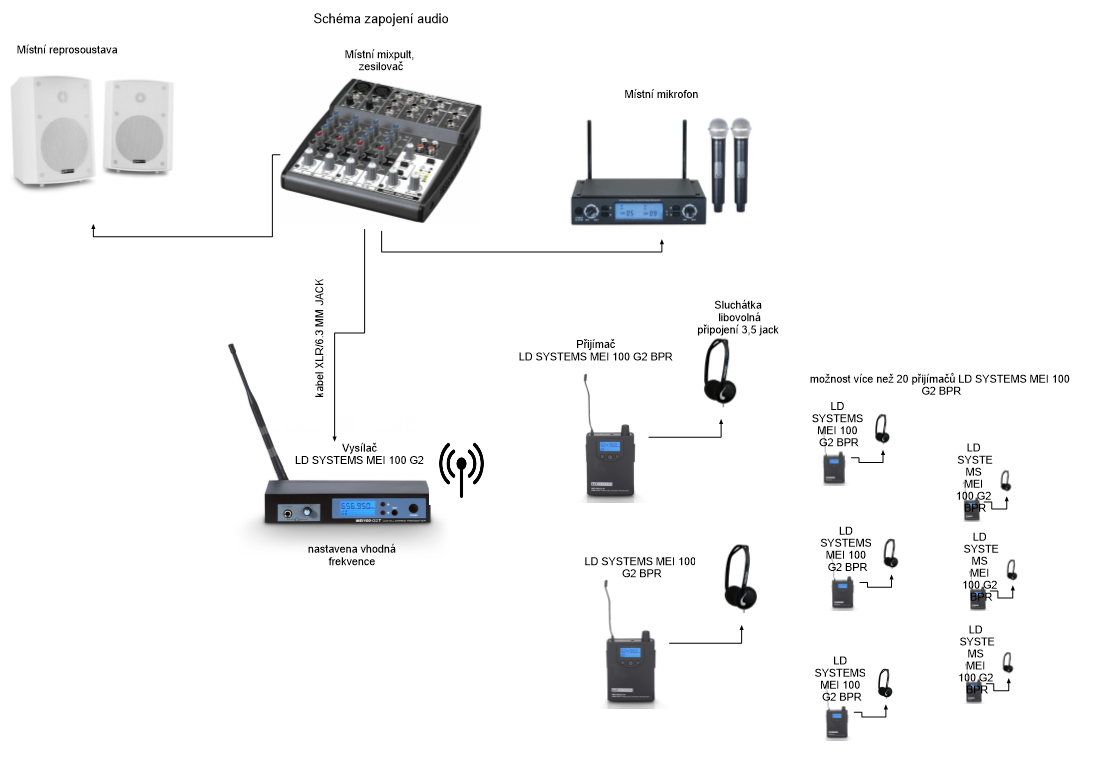 Schéma zapojení audio
Místní reprosoustava
Místní mixpult,
zesilovač
Místní mikrofon
kabel XLR/6.3 MM JACK
Sluchátka
libovolná
připojení 3,5 jack
Přijímač
LD SYSTEMS MEI 100 G2 BPR
možnost více než 20 přijímačů LD SYSTEMS MEI 100
G2 BPR
LD
SYSTEMS
MEI 100
G2 BPR
LD
SYSTE
MS
MEI
100 G2
BPR
Vysílač
LD SYSTEMS MEI 100 G2
656.950
nastavena vhodná
frekvence
LD SYSTEMS MEI 100
G2 BPR
LD
SYSTEMS
MEI 100
G2 BPR
LD
SYSTE
MS
MEI
100 G2
BPR
LD
SYSTEMS
MEI 100
G2 BPR
LD
SYSTE
MS
MEI
100 G2
BPR